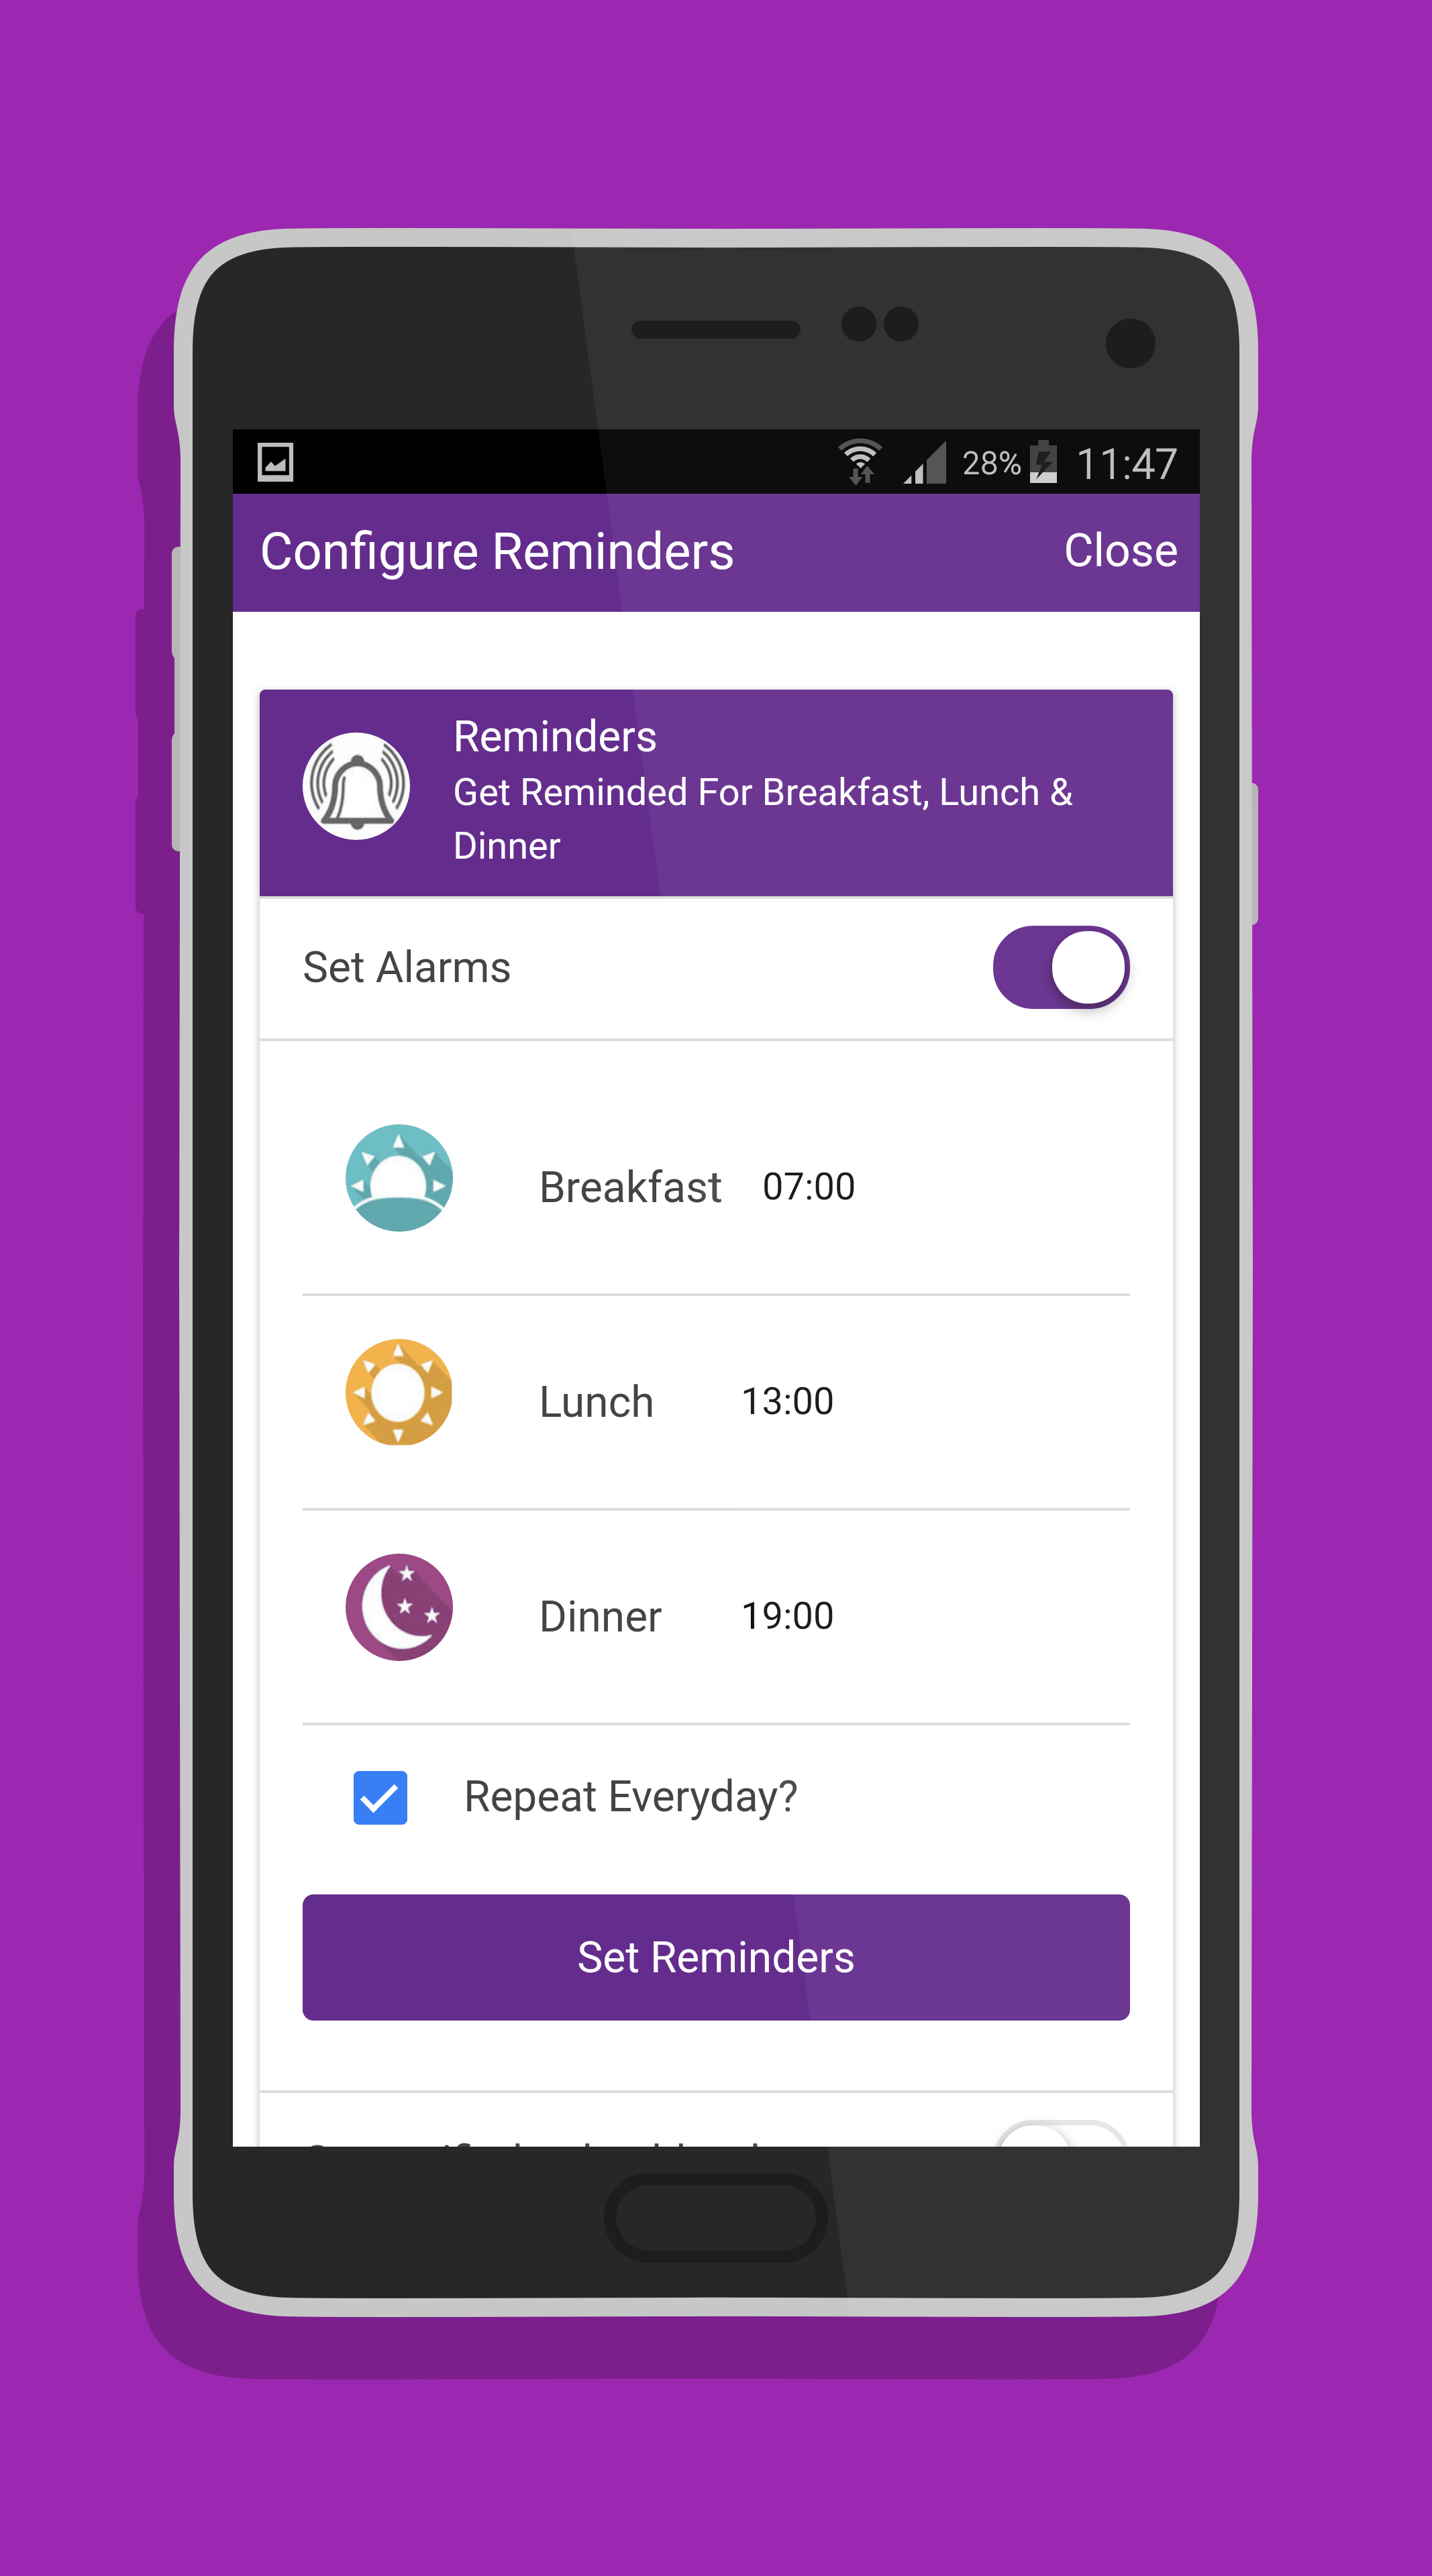 28% 11:47
Configure Reminders Close
Reminders
Get Reminded For Breakfast, Lunch &
Dinner
Set Alarms
Breakfast 07:00
Lunch 13:00
Dinner 19:00
Repeat Everyday?
Set Reminders